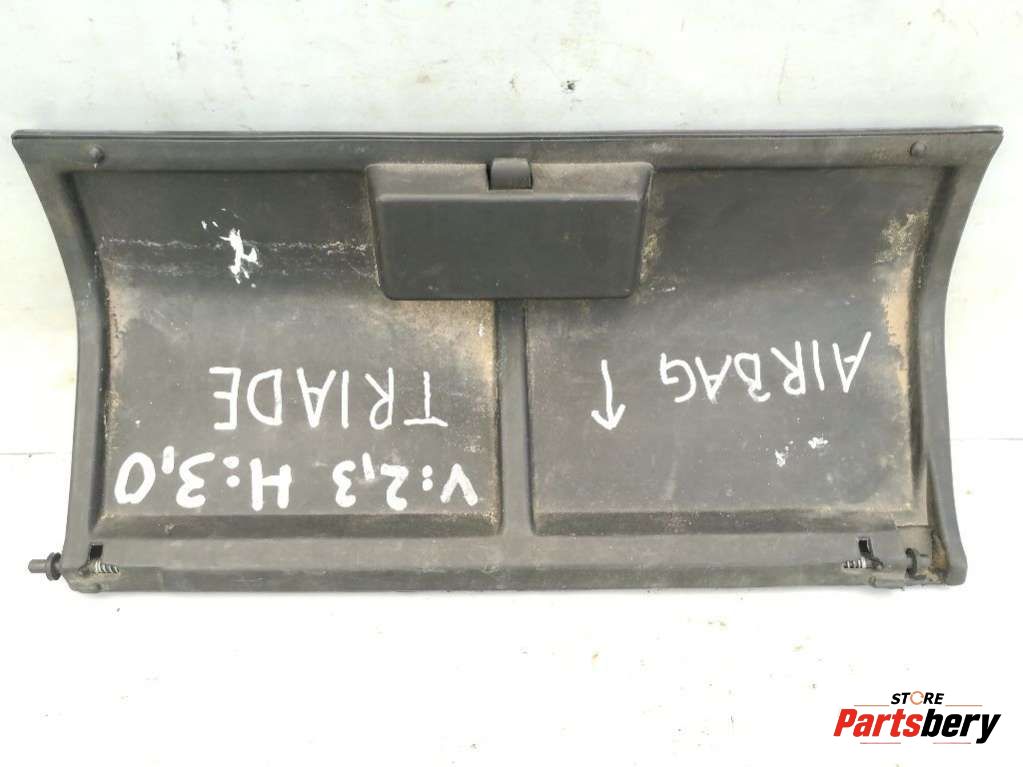 AIRBAG
V:2,3 H:3,0
TRIADE
STORE
Partsbery